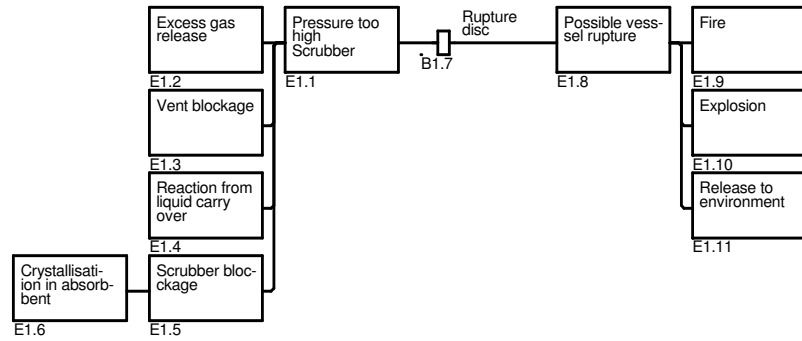 Excess gas
release
E1.2
Pressure too
high
Scrubber
E1.1
Rupture
disc
B1.7
Possible ves-
ssel rupture
E1.8
Fire
E1.9
Vent blockage
E1.3
Explosion
E1.10
Reaction from
liquid carry
over
E1.4
Release to
environment
E1.11
Crystallisati-
ion in absorb-
bent
E1.6
Scrubber bloc-
ckage
E1.5